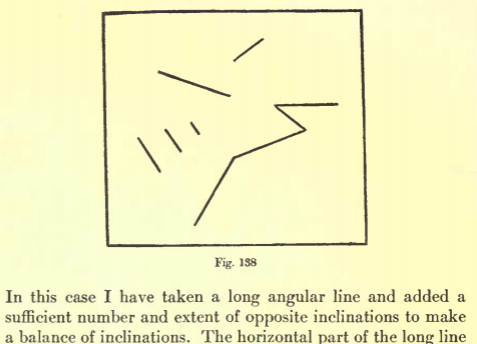 Fig. 138
In this case I have taken a long angular line and added a
sufficient number and extent of opposite inclinations to make
a balance of inclinations. The horizontal part of the long line